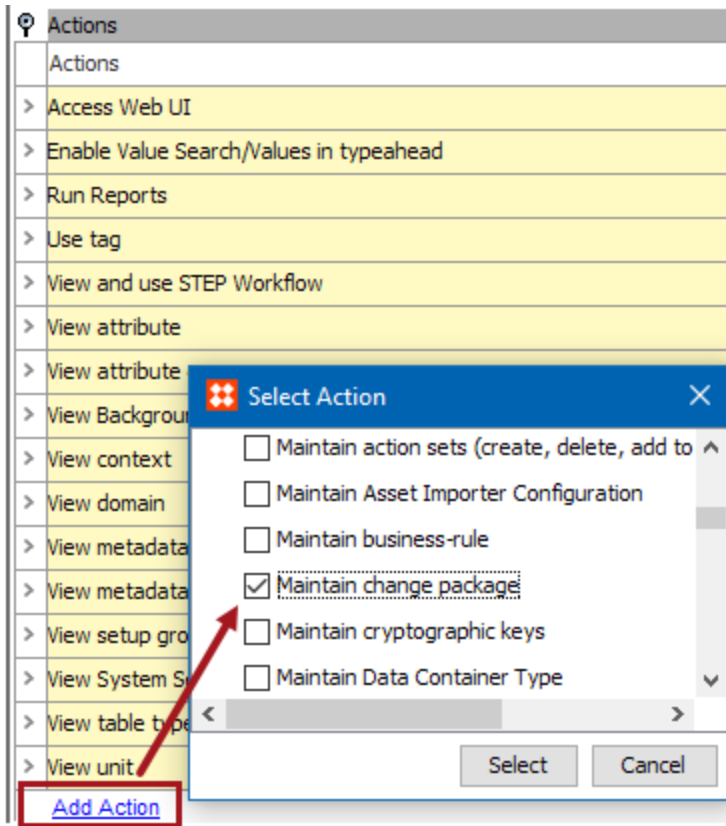 Actions
Actions
Access Web UI
Enable Value Search/Values in typeahead
Run Reports
Use tag
View and use STEP Workflow
View attribute
View attribute
View
View context
View domain
View metadata
View metadata
View setup
View System
View table
View unit
Add Action
Select Action
Maintain action sets (create, delete, add to
Maintain Asset Importer Configuration
Maintain business-rule
Maintain change package
Maintain cryptographic keys
Maintain Data Container Type
Select Cancel